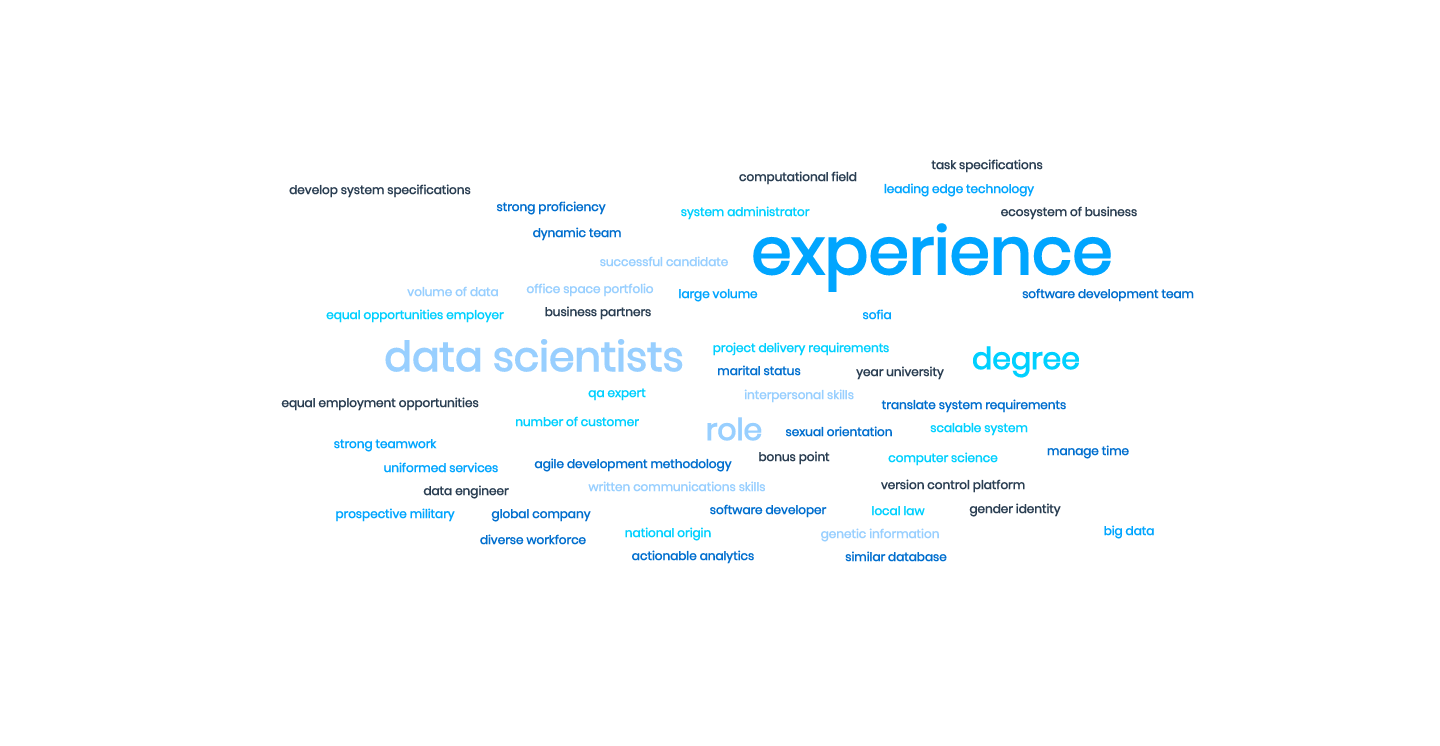 task specifications
computational field
develop system specifications
leading edge technology
strong proficiency
system administrator
ecosystem of business
dynamic team
experience
successful candidate
volume of data
office space portfolio
large volume
software development team
equal opportunities employer
business partners
sofia
data scientists
project delivery requirements
degree
marital status
year university
qa expert
interpersonal skills
equal employment opportunities
translate system requirements
number of customer
role
sexual orientation
scalable system
strong teamwork
manage time
uniformed services
agile development methodology
bonus point
computer science
data engineer
written communications skills
version control platform
prospective military
global company
software developer
local law
gender identity
diverse workforce
national origin
genetic information
big data
actionable analytics
similar database